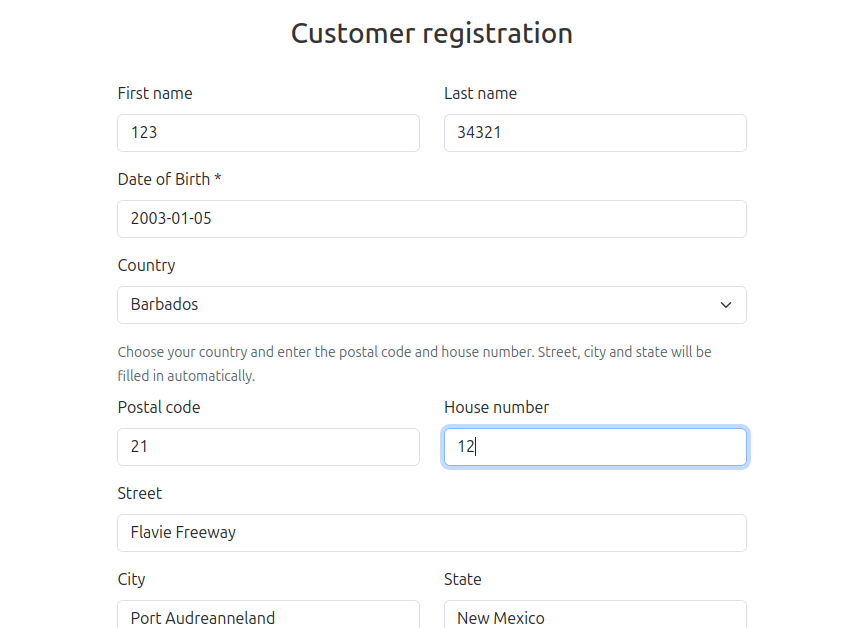 Customer registration
First name
Last name
123
34321
Date of Birth *
2003-01-05
Country
Barbados
Choose your country and enter the postal code and house number. Street, city and state will be
filled in automatically.
Postal code
House number
21
12
Street
Flavie Freeway
City
State
Port Audreanneland
New Mexico